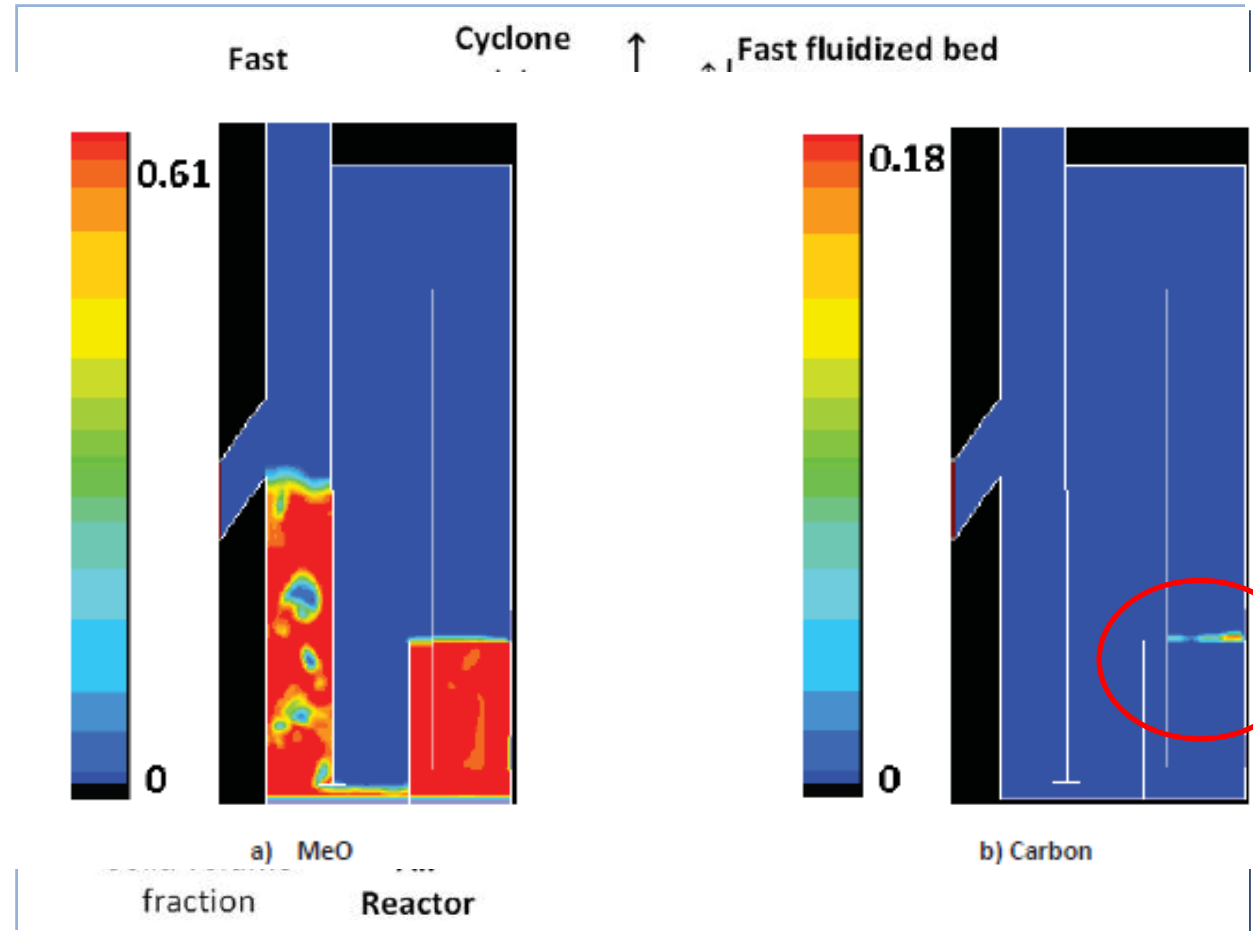 Fast
Cyclone
Fast fluidized bed
0.61
0
a) MeO
0.18
0
b) Carbon
fraction
Reactor